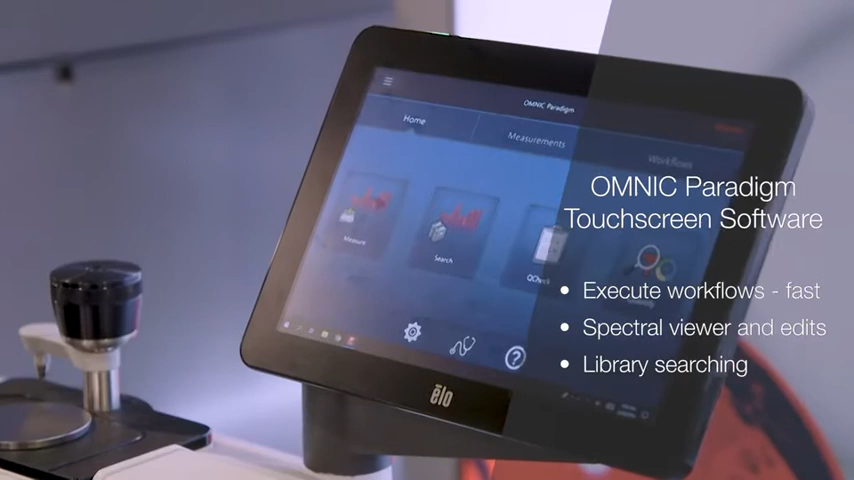 OMNIC Paradigm
Home
Measurements
Workflows
Measure
Search
QCheck
?
ēlo
OMNIC Paradigm
Touchscreen Software
• Execute workflows - fast
• Spectral viewer and edits
• Library searching